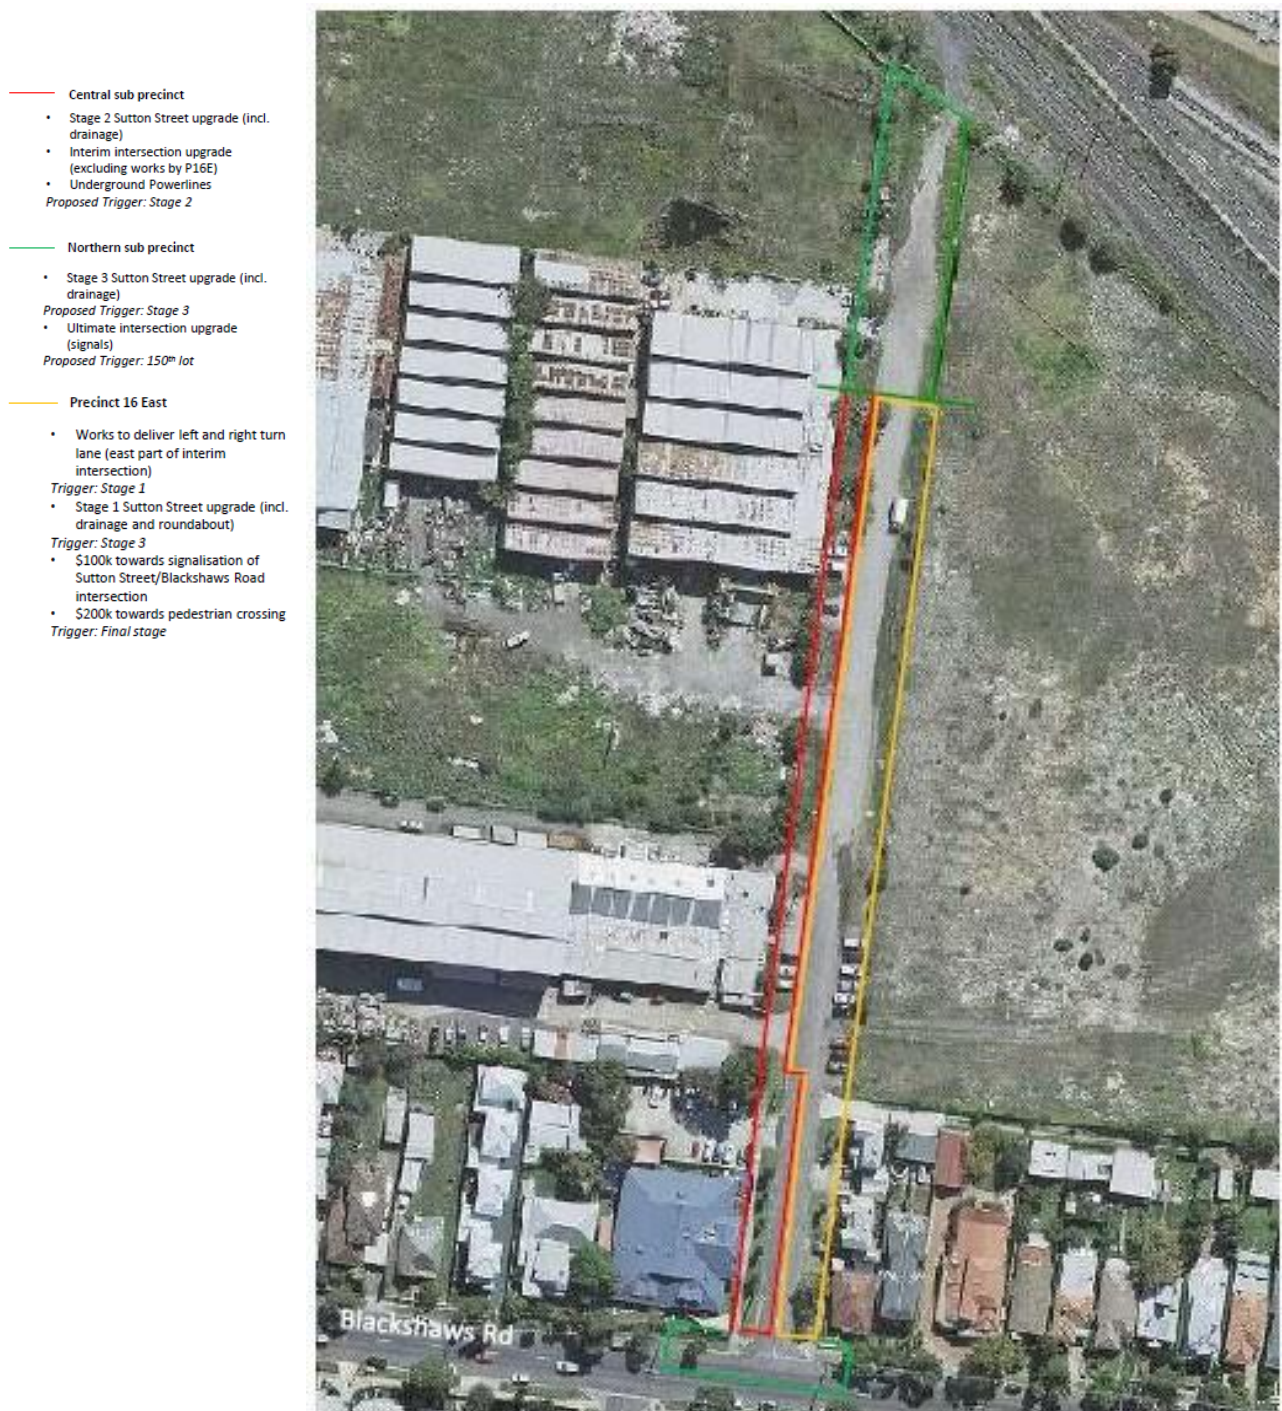 Central sub precinct
• Stage 2 Sutton Street upgrade (incl.
drainage)
• Interim intersection upgrade
(excluding works by P16E)
• Underground Powerlines
Proposed Trigger: Stage 2
Northern sub precinct
• Stage 3 Sutton Street upgrade (incl.
drainage)
Proposed Trigger: Stage 3
• Ultimate intersection upgrade
(signals)
Proposed Trigger: 150th lot
Precinct 16 East
• Works to deliver left and right turn
lane (east part of interim
intersection)
Trigger: Stage 1
• Stage 1 Sutton Street upgrade (incl.
drainage and roundabout)
Trigger: Stage 3
• $100k towards signalisation of
Sutton Street/Blackshaws Road
intersection
• $200k towards pedestrian crossing
Trigger: Final stage
Blackshaws Rd